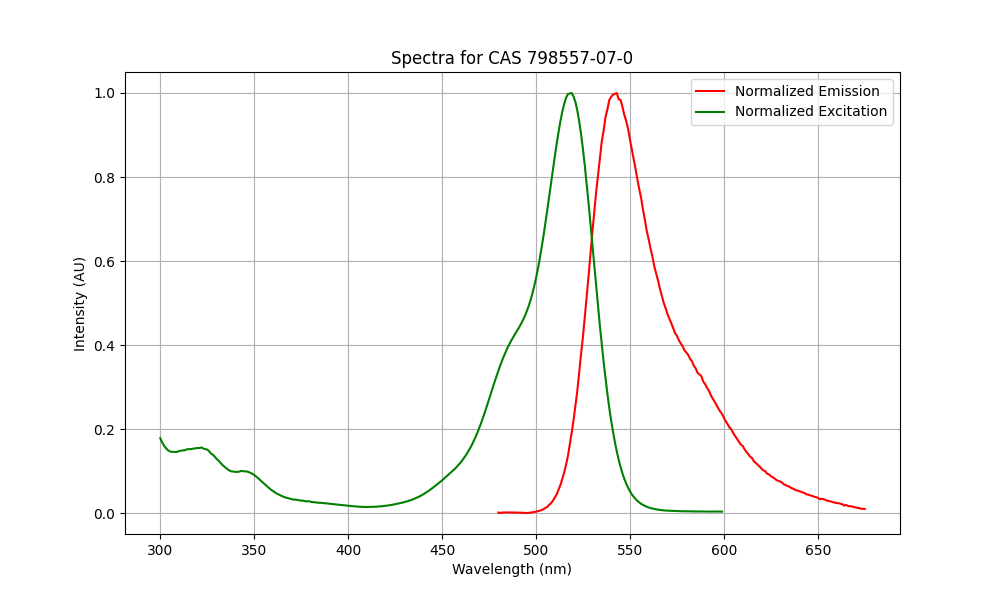 Spectra for CAS 798557-07-0
Normalized Emission
Normalized Excitation
Intensity (AU)
1.0
0.8
0.6
0.4
0.2
0.0
300 350 400 450 500 550 600 650
Wavelength (nm)